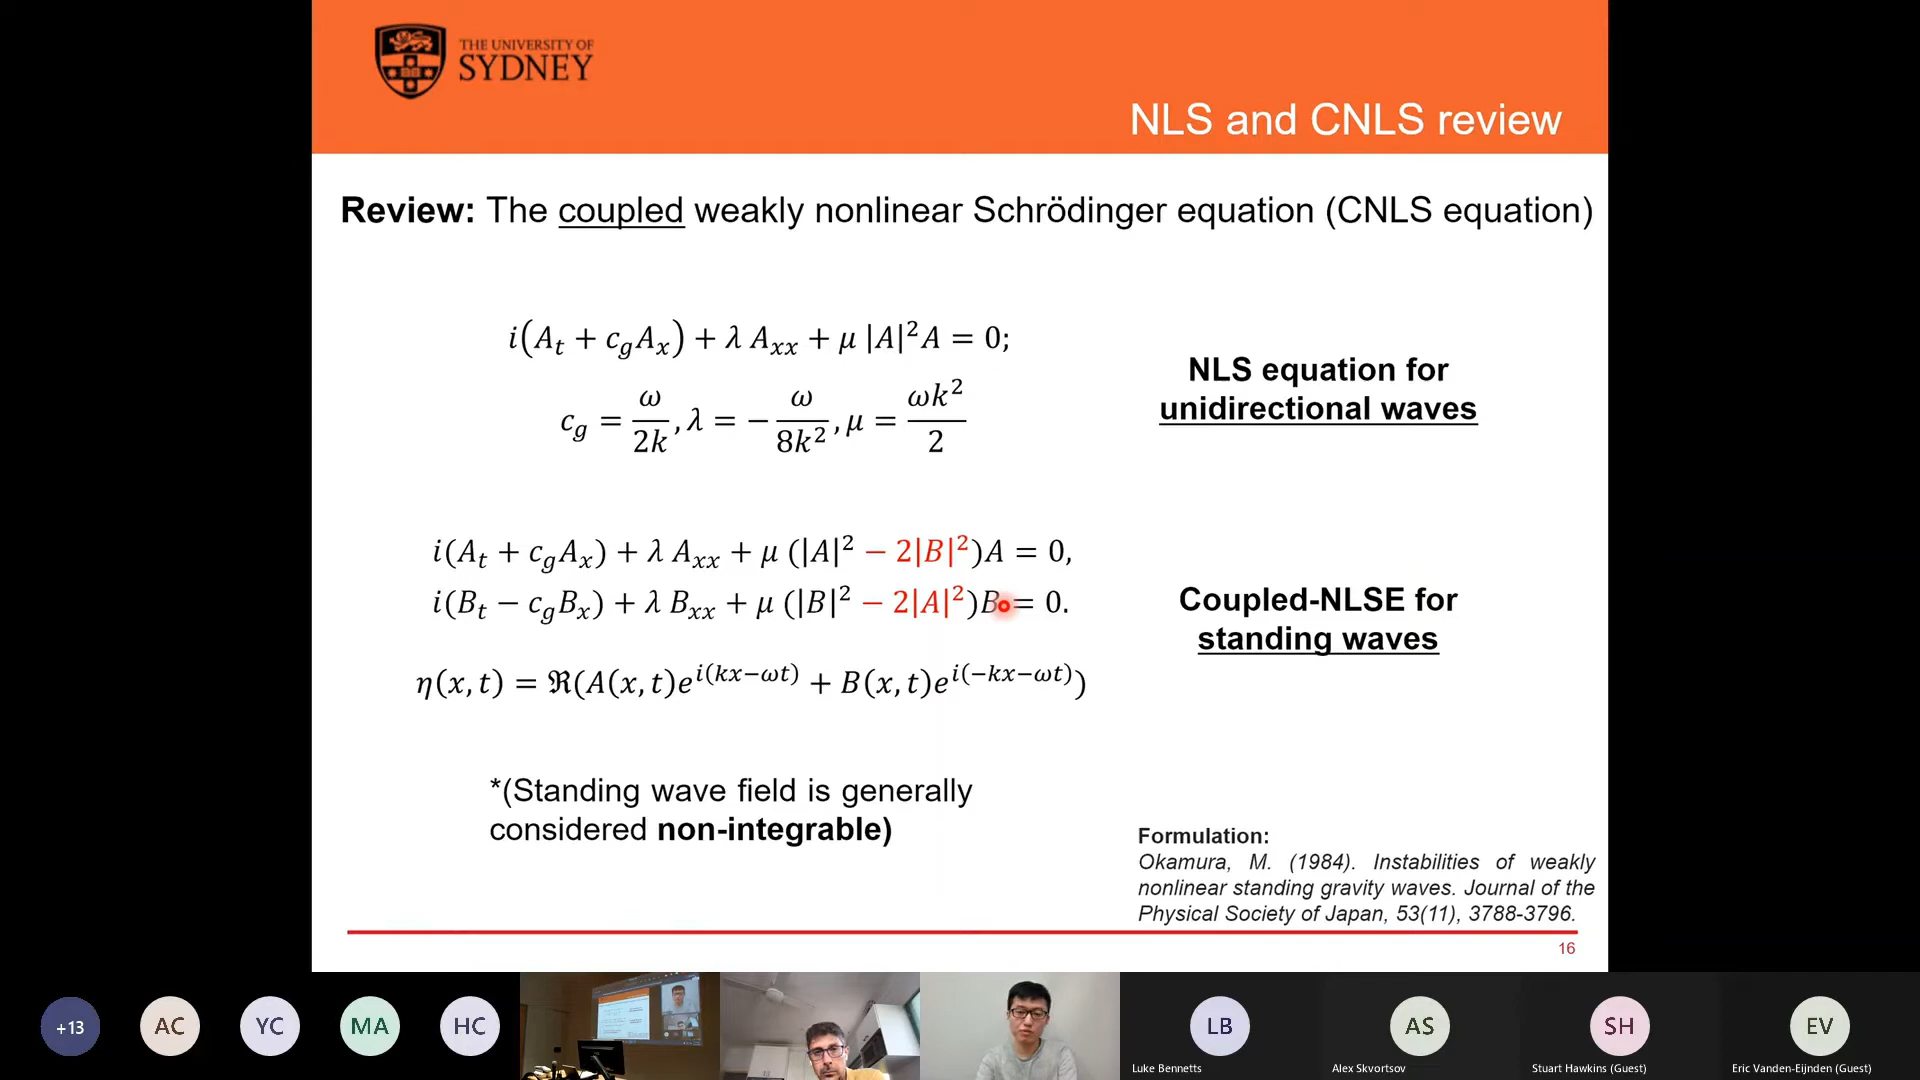 THE UNIVERSITY OF
SYDNEY
NLS and CNLS review
Review: The coupled weakly nonlinear Schrödinger equation (CNLS equation)
i(A_t + c_g A_x) + λ A_xx + μ |A|² A = 0;
c_g = ω/2k, λ = − ω/8k², μ = ωk²/2
NLS equation for
unidirectional waves
i(A_t + c_g A_x) + λ A_xx + μ (|A|² − 2|B|²)A = 0,
i(B_t − c_g B_x) + λ B_xx + μ (|B|² − 2|A|²)B = 0.
η(x, t) = ℜ(A(x, t)e^{i(kx−ωt)} + B(x, t)e^{i(−kx−ωt)})
Coupled-NLSE for
standing waves
*(Standing wave field is generally
considered non-integrable)
Formulation:
Okamura, M. (1984). Instabilities of weakly
nonlinear standing gravity waves. Journal of the
Physical Society of Japan, 53(11), 3788-3796.
16
+13
AC
YC
MA
HC
LB
AS
SH
EV
Luke Bennetts
Alex Skvortsov
Stuart Hawkins (Guest)
Eric Vanden-Eijnden (Guest)